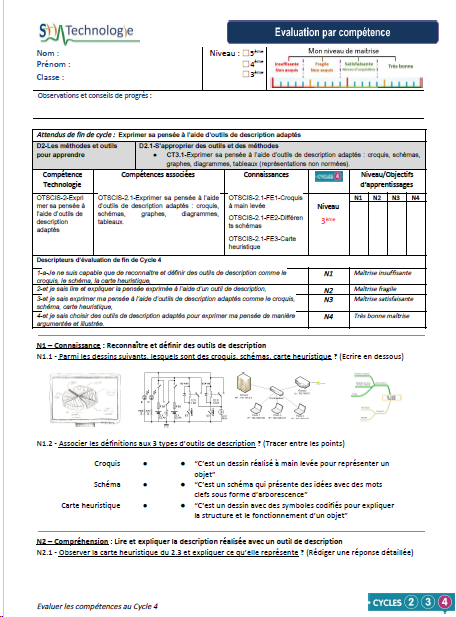 STI Technologie
Evaluation par compétence
Nom :
Prénom :
Classe :
Niveau : □5ème
□4ème
□3ème
Mon niveau de maitrise
Insuffisante Fragile Satisfaisante Très bonne
Non acquis Non acquis
Observations et conseils de progrès :
Attendus de fin de cycle : Exprimer sa pensée à l'aide d'outils de description adaptés
D2-Les méthodes et outils pour apprendre
D2.1-S'approprier des outils et des méthodes
• CT3.1-Exprimer sa pensée à l'aide d'outils de description adaptés : croquis, schémas,
graphes, diagrammes, tableaux (représentations non normées).
Compétence Technologie
Compétences associées
Connaissances
CYCLES 4
Niveau/Objectifs d'apprentissages
OTSCIS-2-Expri
mer sa pensée à
l'aide d'outils de
description
adaptés
OTSCIS-2.1-Exprimer sa pensée à l'aide
d'outils de description adaptés : croquis,
schémas, graphes, diagrammes,
tableaux.
OTSCIS-2.1-FE1-Croquis
à main levée
OTSCIS-2.1-FE2-Différen
ts schémas
OTSCIS-2.1-FE3-Carte
heuristique
Niveau
3ème
N1 N2 N3 N4
Descripteurs d'évaluation de fin de Cycle 4
1-a-Je ne suis capable que de reconnaître et définir des outils de description comme le
croquis, le schéma, la carte heuristique,
N1 Maîtrise insuffisante
2-et je sais lire et expliquer la pensée exprimée à l'aide d'un outil de description,
N2 Maîtrise fragile
3-et je sais exprimer ma pensée à l'aide d'outils de description adaptés comme le croquis,
schéma, carte heuristique,
N3 Maîtrise satisfaisante
4-et je sais choisir des outils de description adaptés pour exprimer ma pensée de manière
argumentée et illustrée.
N4 Très bonne maîtrise
N1 – Connaissance : Reconnaître et définir des outils de description
N1.1 - Parmi les dessins suivants, lesquels sont des croquis, schémas, carte heuristique ? (Ecrire en dessous)
N1.2 - Associer les définitions aux 3 types d'outils de description ? (Tracer entre les points)
Croquis • • "C'est un dessin réalisé à main levée pour représenter un
objet"
Schéma • • "C'est un schéma qui présente des idées avec des mots
clefs sous forme d'arborescence"
Carte heuristique • • "C'est un dessin avec des symboles codifiés pour expliquer
la structure et le fonctionnement d'un objet"
N2 – Compréhension : Lire et expliquer la description réalisée avec un outil de description
N2.1 - Observer la carte heuristique du 2.3 et expliquer ce qu'elle représente ? (Rédiger une réponse détaillée)
Evaluer les compétences au Cycle 4
CYCLES 2 3 4